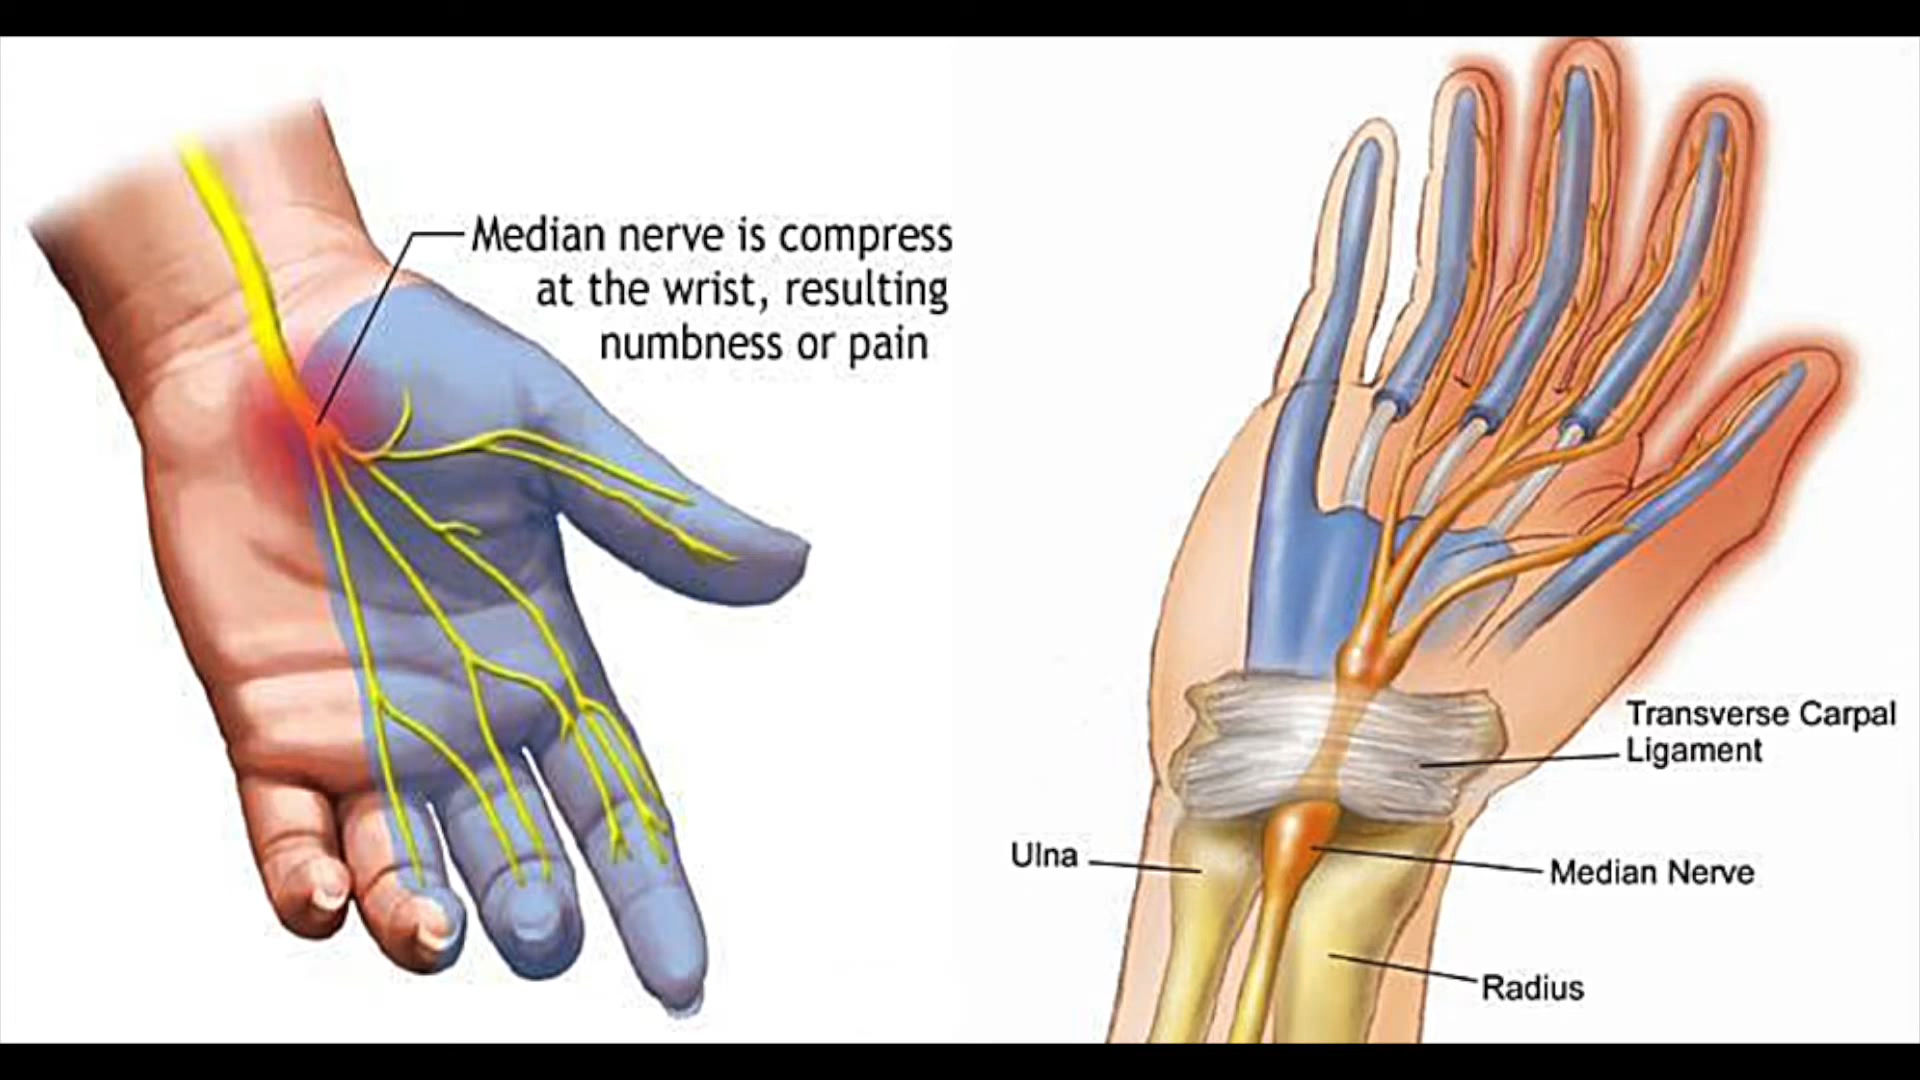 Median nerve is compress
at the wrist, resulting
numbness or pain
Transverse Carpal
Ligament
Ulna
Median Nerve
Radius